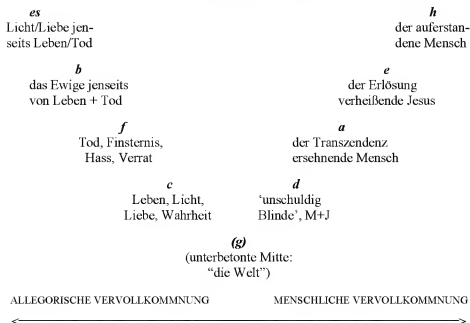 es
Licht/Liebe jen-
seits Leben/Tod
h
der auferstan-
dene Mensch
b
das Ewige jenseits
von Leben + Tod
e
der Erlösung
verheißende Jesus
f
Tod, Finsternis,
Hass, Verrat
a
der Transzendenz
ersehnende Mensch
c
Leben, Licht,
Liebe, Wahrheit
d
‘unschuldig
Blinde’, M+J
(g)
(unterbetonte Mitte:
“die Welt”)
ALLEGORISCHE VERVOLLKOMMNUNG
MENSCHLICHE VERVOLLKOMMNUNG